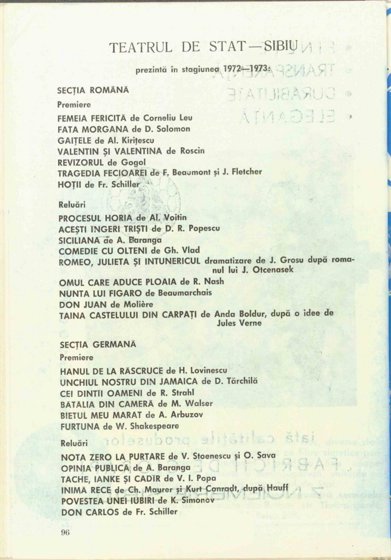 TEATRUL DE STAT — SIBIU
prezintă în stagiunea 1972—1973:
SECȚIA ROMÂNĂ
Premiere
FEMEIA FERICITĂ de Corneliu Leu
FATA MORGANA de D. Solomon
GAIȚELE de Al. Kirițescu
VALENTIN ȘI VALENTINA de Roscin
REVIZORUL de Gogol
TRAGEDIA FECIOAREI de F. Beaumont și J. Fletcher
HOȚII de Fr. Schiller
Reluări
PROCESUL HORIA de Al. Voitin
ACEȘTI INGERI TRIȘTI de D. R. Popescu
SICILIANA de A. Baranga
COMEDIE CU OLTENI de Gh. Vlad
ROMEO, JULIETA ȘI INTUNERICUL dramatizare de J. Grosu după roma-
nul lui J. Otcenasek
OMUL CARE ADUCE PLOAIA de R. Nash
NUNTA LUI FIGARO de Beaumarchais
DON JUAN de Molière
TAINA CASTELULUI DIN CARPAȚI de Anda Boldur, după o idee de
Jules Verne
SECȚIA GERMANĂ
Premiere
HANUL DE LA RĂSCRUCE de H. Lovinescu
UNCHIUL NOSTRU DIN JAMAICA de D. Tărchilă
CEI DINTII OAMENI de R. Strahl
BATALIA DIN CAMERĂ de M. Walser
BIETUL MEU MARAT de A. Arbuzov
FURTUNA de W. Shakespeare
Reluări
NOTA ZERO LA PURTARE de V. Stoenescu și O. Sava
OPINIA PUBLICĂ de A. Baranga
TACHE, IANKE ȘI CADÎR de V. I. Popa
INIMA RECE de Ch. Maurer și Kurt Conradt, după Hauff
POVESTEA UNEI IUBIRI de K. Simonov
DON CARLOS de Fr. Schiller
96